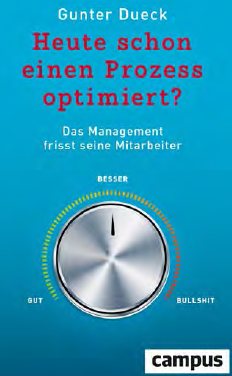 Gunter Dueck
Heute schon
einen Prozess
optimiert?
Das Management
frisst seine Mitarbeiter
BESSER
GUT
BULLSHIT
campus